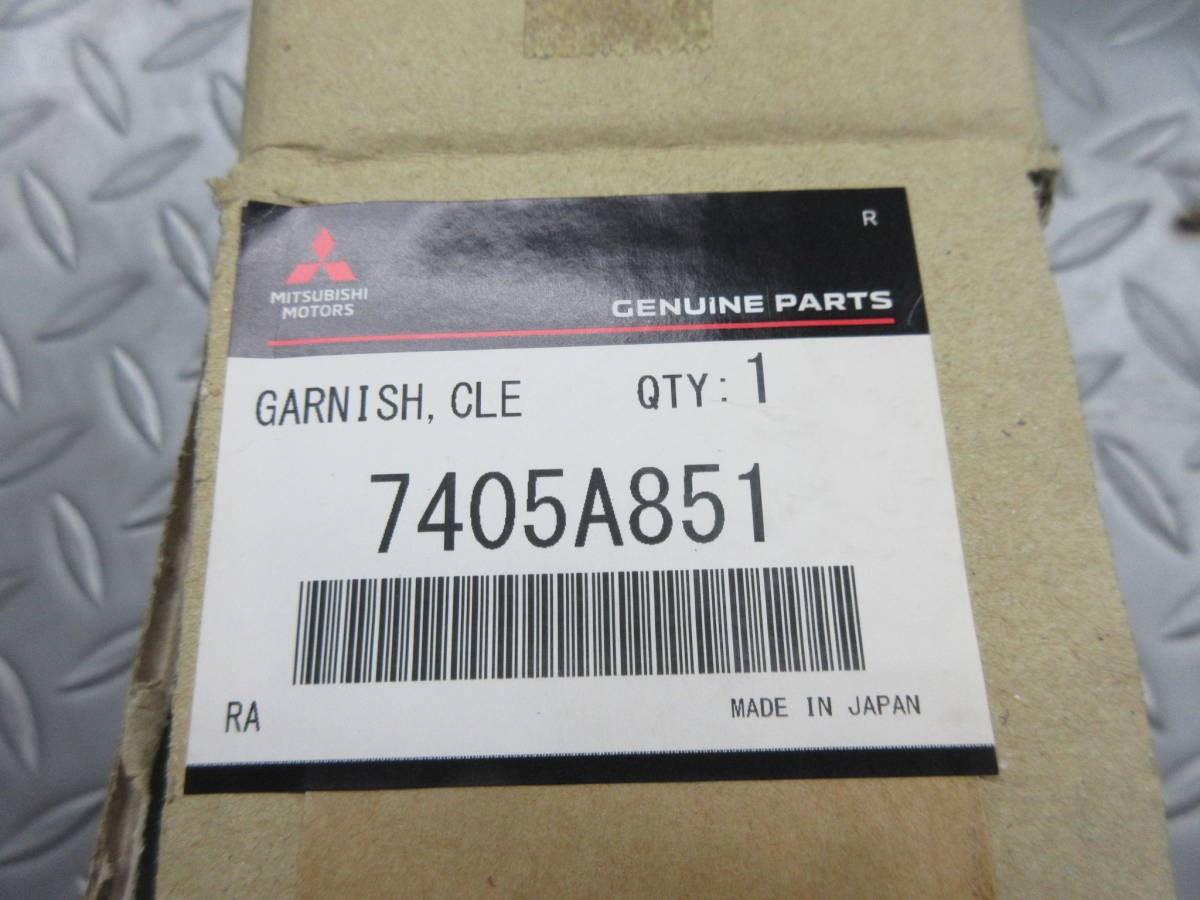 R
MITSUBISHI
MOTORS
GENUINE PARTS
GARNISH, CLE QTY: 1
7405A851
RA MADE IN JAPAN